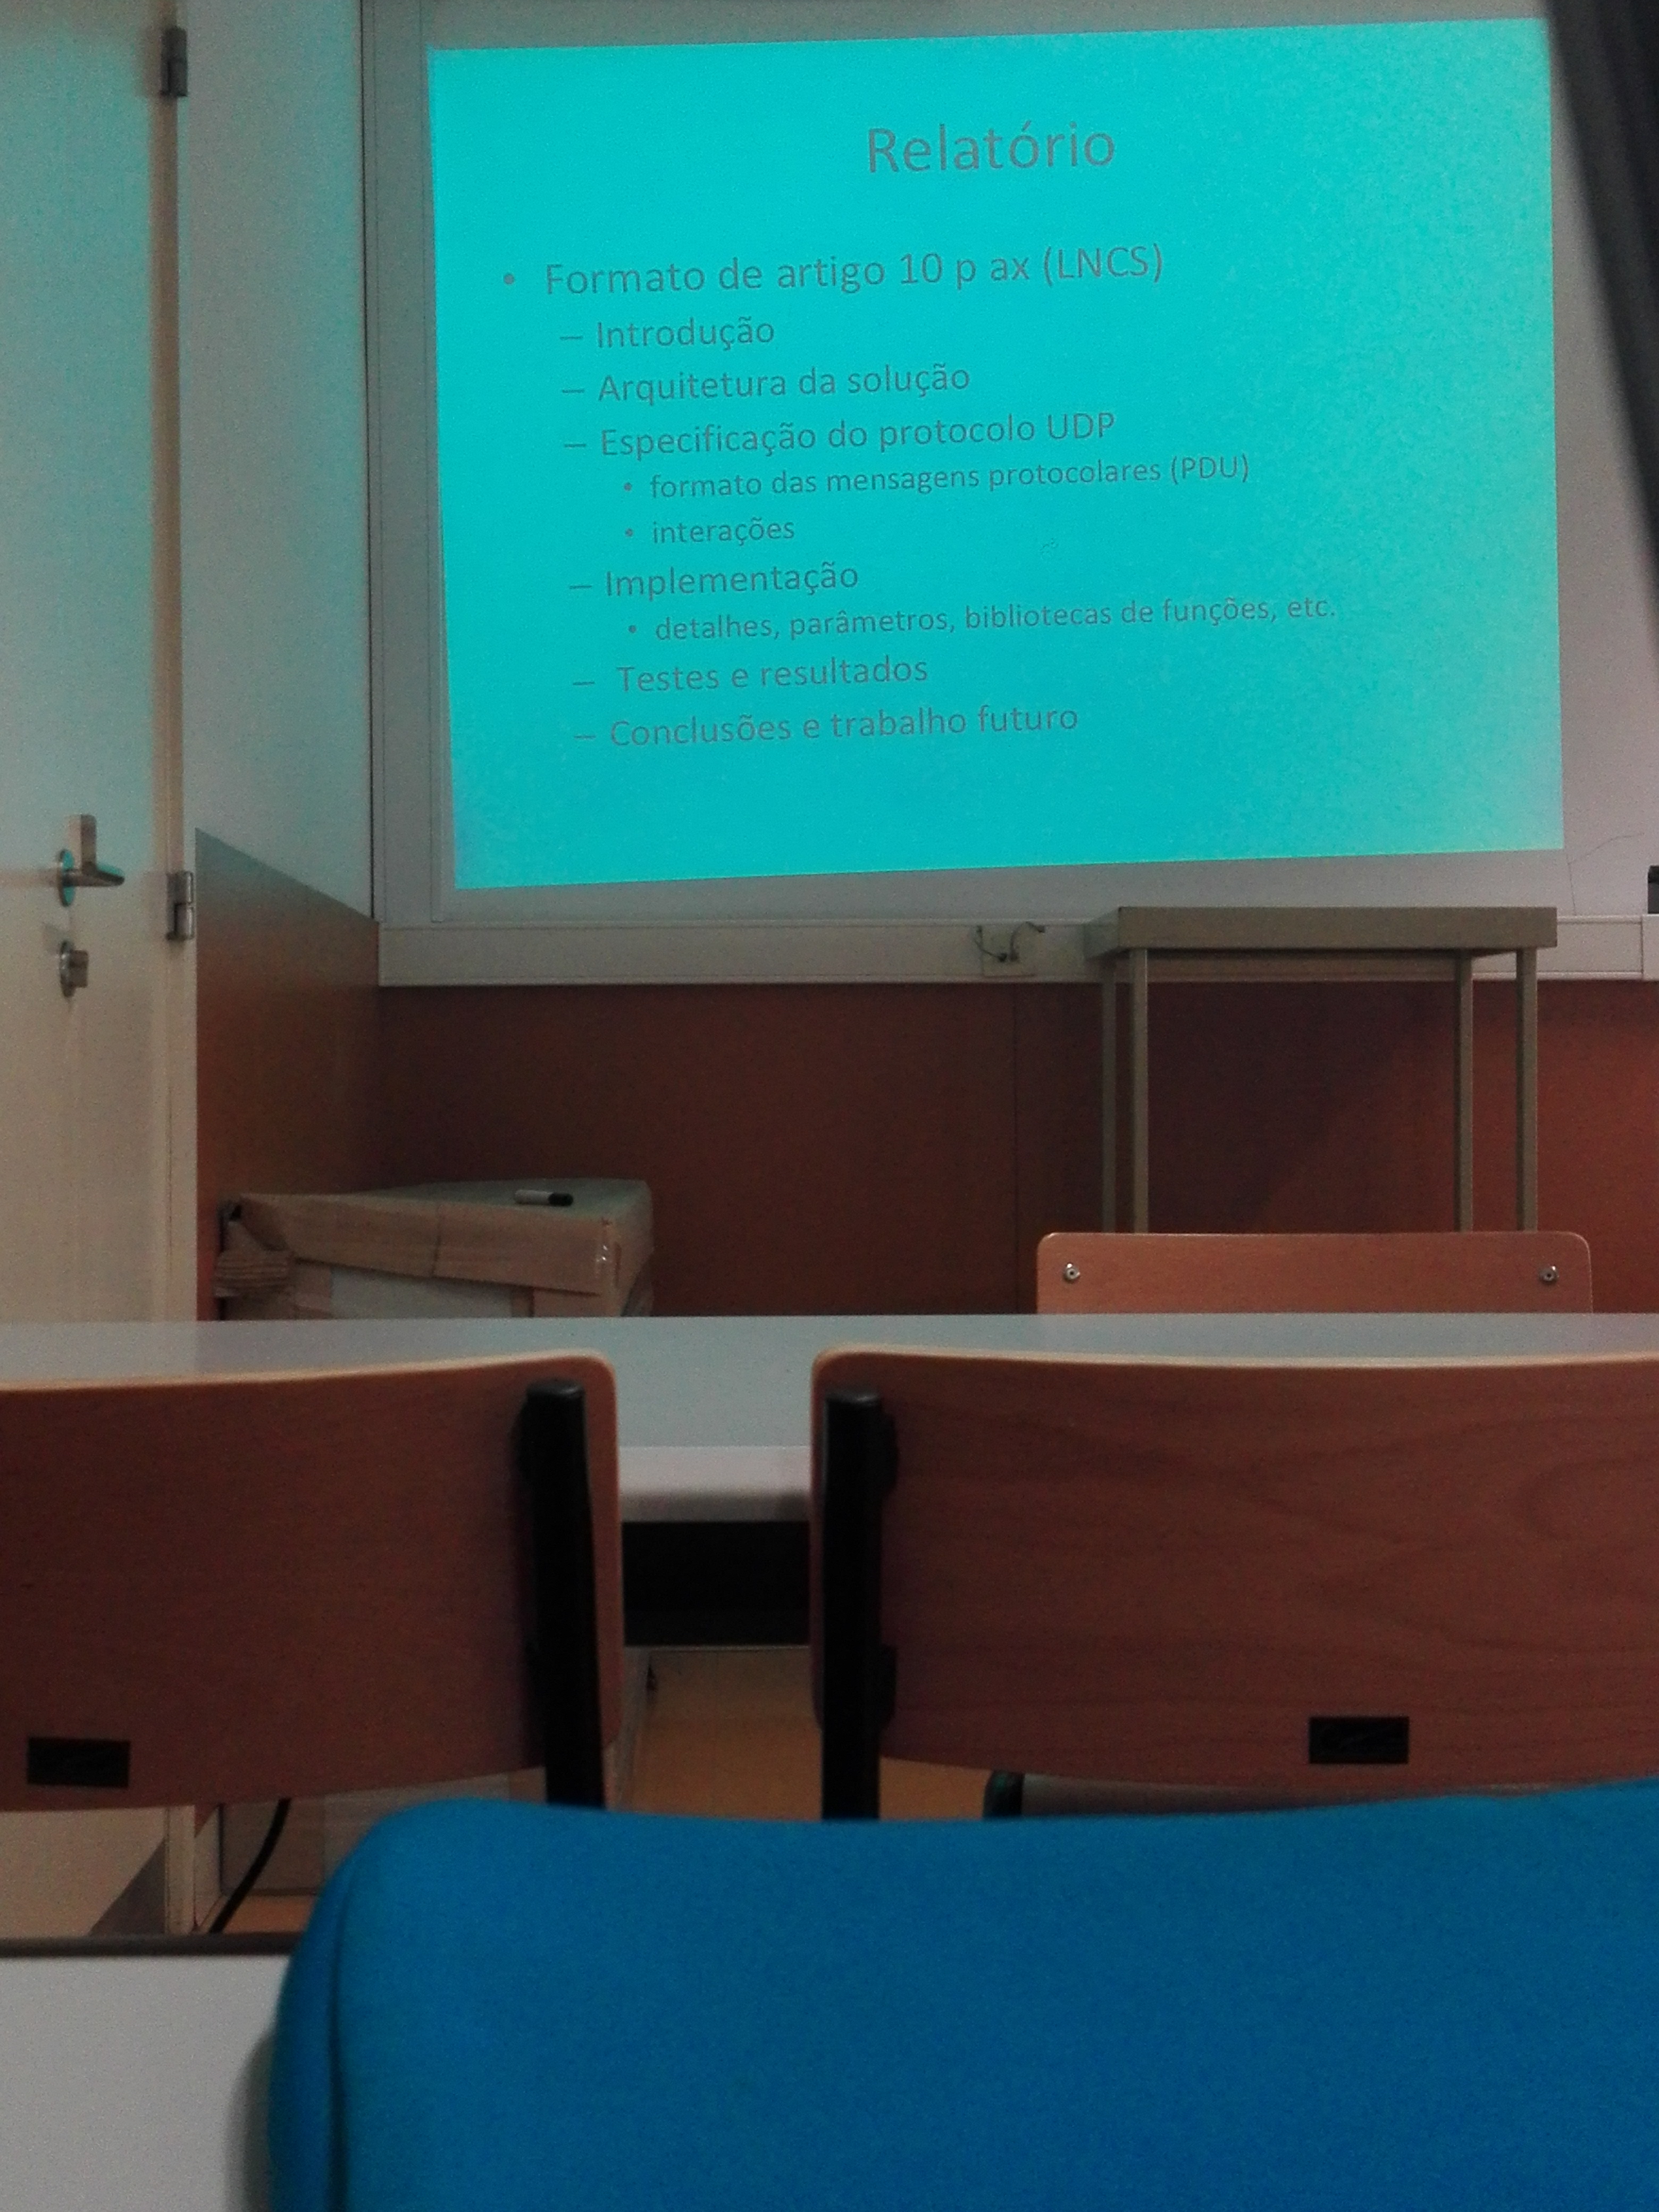 Relatório
• Formato de artigo 10 p ax (LNCS)
– Introdução
– Arquitetura da solução
– Especificação do protocolo UDP
• formato das mensagens protocolares (PDU)
• interações
– Implementação
• detalhes, parâmetros, bibliotecas de funções, etc.
– Testes e resultados
– Conclusões e trabalho futuro